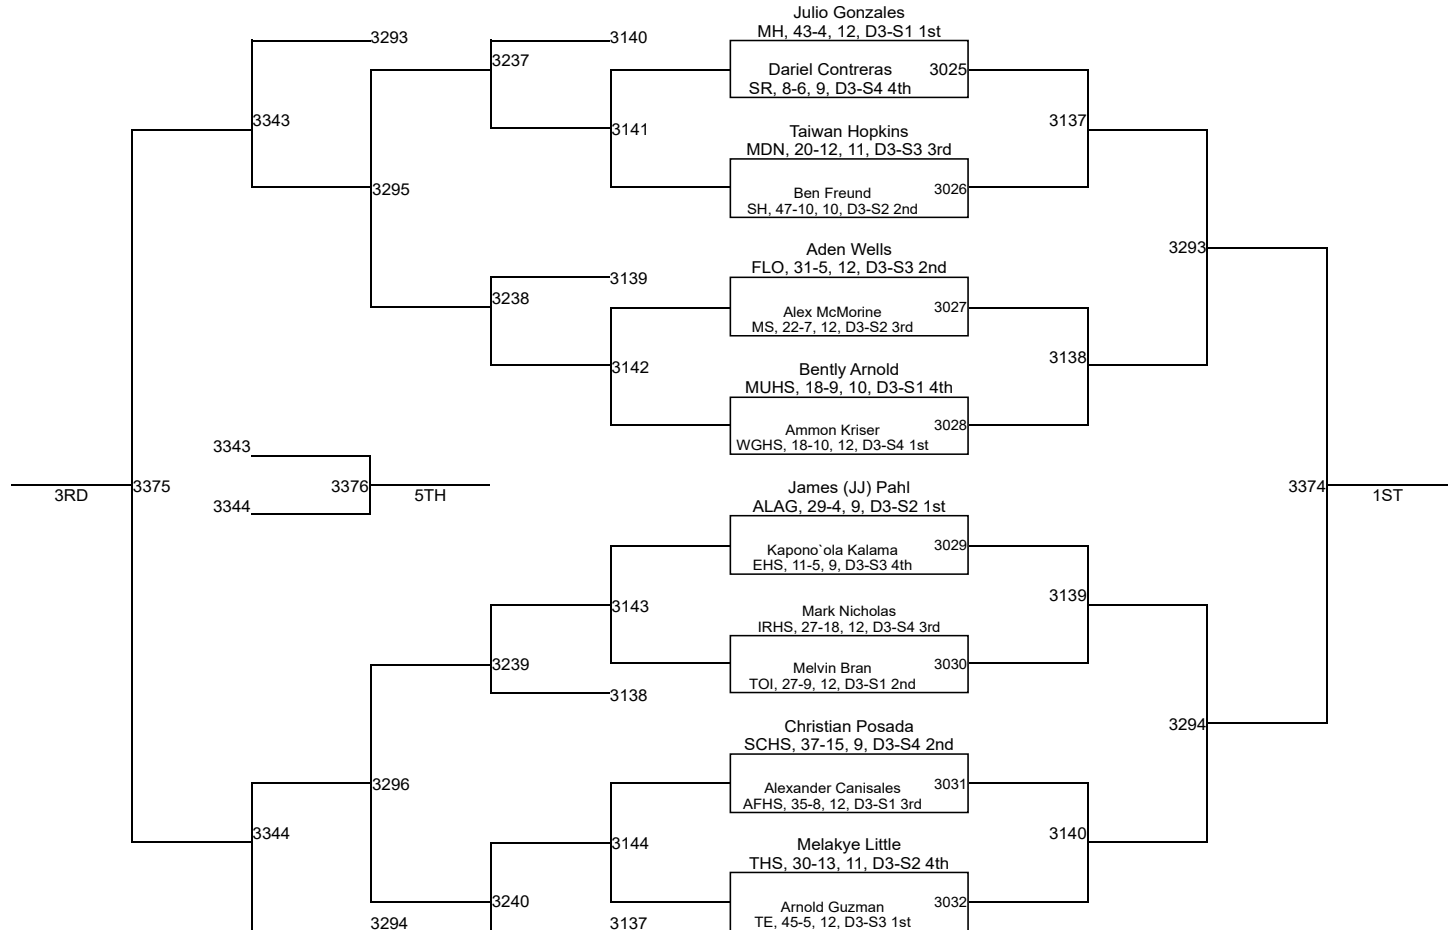 Julio Gonzales
MH, 43-4, 12, D3-S1 1st
3293
3140
3237
Dariel Contreras
3025
SR, 8-6, 9, D3-S4 4th
3343
3137
3141
Taiwan Hopkins
MDN, 20-12, 11, D3-S3 3rd
3295
Ben Freund
3026
SH, 47-10, 10, D3-S2 2nd
Aden Wells
3293
FLO, 31-5, 12, D3-S3 2nd
3139
3238
Alex McMorine
3027
MS, 22-7, 12, D3-S2 3rd
3138
3142
Bently Arnold
MUHS, 18-9, 10, D3-S1 4th
Ammon Kriser
3028
WGHS, 18-10, 12, D3-S4 1st
3343
3RD
3375
3376
5TH
James (JJ) Pahl
3374
1ST
3344
ALAG, 29-4, 9, D3-S2 1st
Kapono`ola Kalama
3029
EHS, 11-5, 9, D3-S3 4th
3139
3143
Mark Nicholas
IRHS, 27-18, 12, D3-S4 3rd
3239
Melvin Bran
3030
TOI, 27-9, 12, D3-S1 2nd
3138
Christian Posada
3294
SCHS, 37-15, 9, D3-S4 2nd
3296
Alexander Canisales
3031
AFHS, 35-8, 12, D3-S1 3rd
3344
3140
3144
Melakye Little
THS, 30-13, 11, D3-S2 4th
3240
Arnold Guzman
3032
3294
3137
TE, 45-5, 12, D3-S3 1st